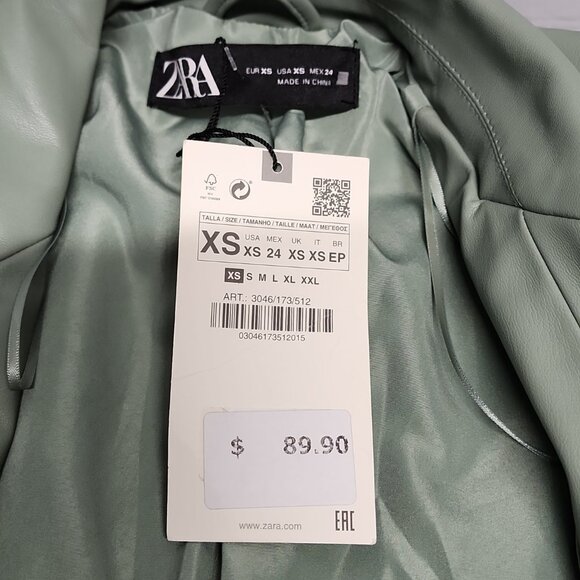 ZARA
EUR XS USA XS MEX 24
MADE IN CHINA
FSC
TALLA / SIZE / TAMANHO / TAILLE / MAAT / ΜΕΓΕΘΟΣ
USA MEX UK IT BR
XS XS 24 XS XS EP
XS S M L XL XXL
ART.: 3046/173/512
03046173512015
$ 89.90
www.zara.com
EAC